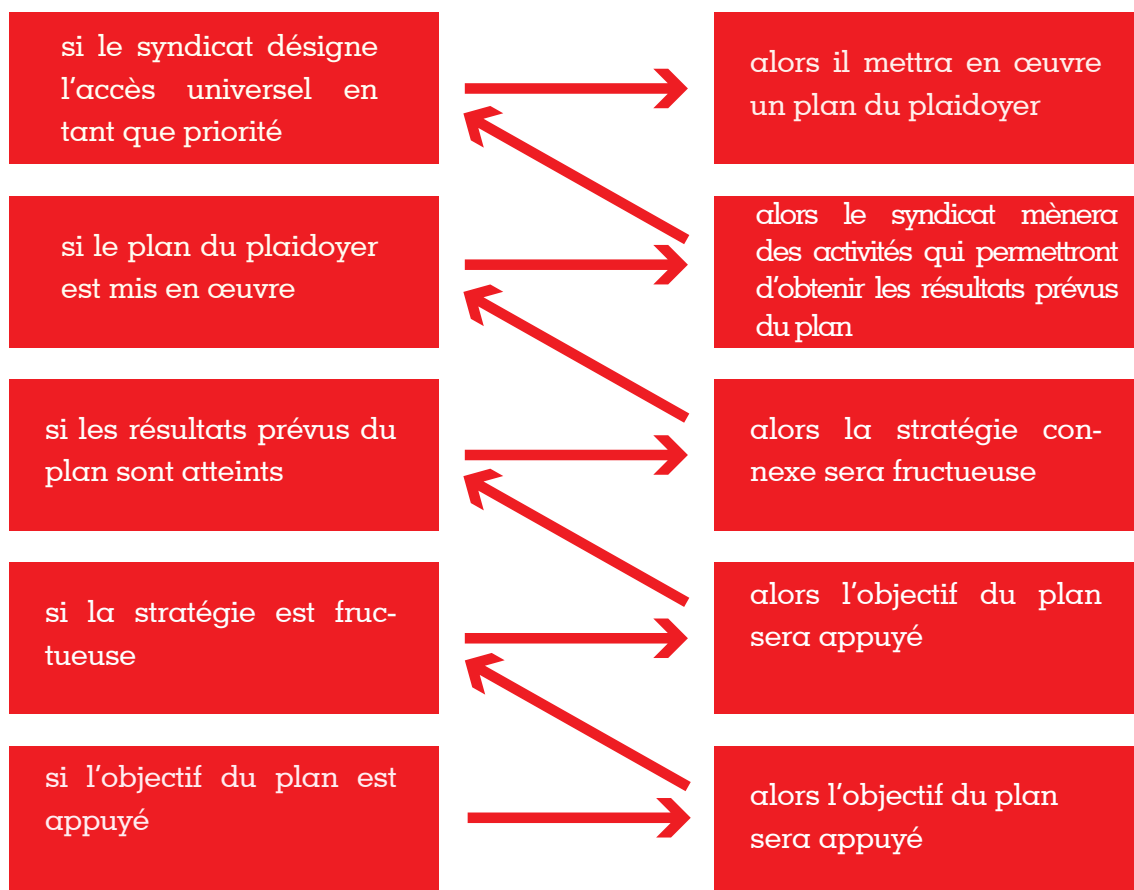 si le syndicat désigne
l'accès universel en
tant que priorité
alors il mettra en œuvre
un plan du plaidoyer
si le plan du plaidoyer
est mis en œuvre
alors le syndicat mènera
des activités qui permettront
d'obtenir les résultats prévus
du plan
si les résultats prévus du
plan sont atteints
alors la stratégie con-
nexe sera fructueuse
si la stratégie est fruc-
tueuse
alors l'objectif du plan
sera appuyé
si l'objectif du plan est
appuyé
alors l'objectif du plan
sera appuyé